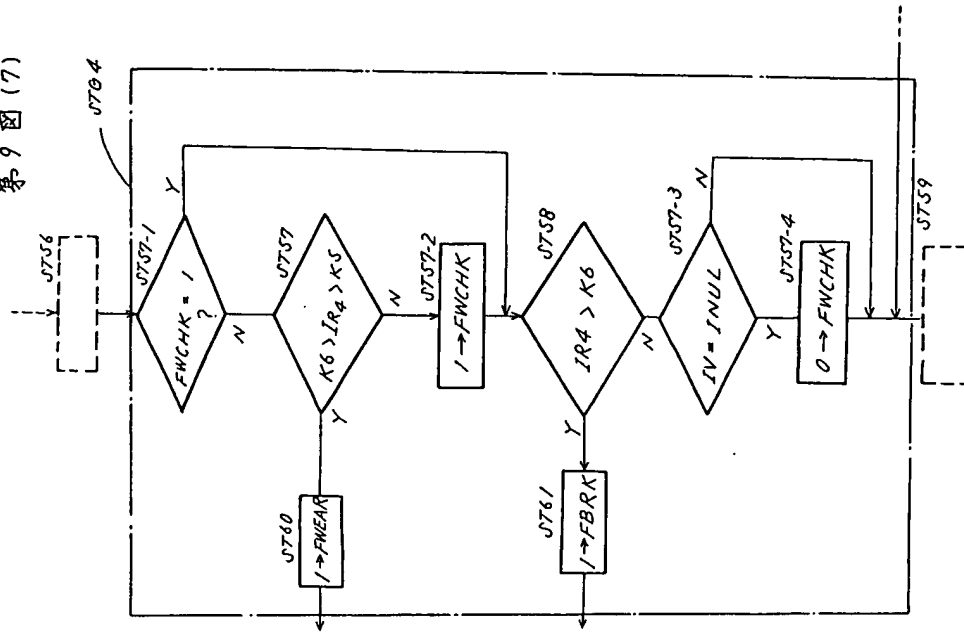 第9図(7)
STG4
ST56
ST57-1
FWCHK=1
?
Y
N
ST57
K6>IR4>K5
Y
N
ST60
1→FWEAR
ST57-2
1→FWCHK
ST58
IR4>K6
Y
N
ST61
1→FBRK
ST57-3
IV=INUL
N
Y
ST57-4
0→FWCHK
ST59